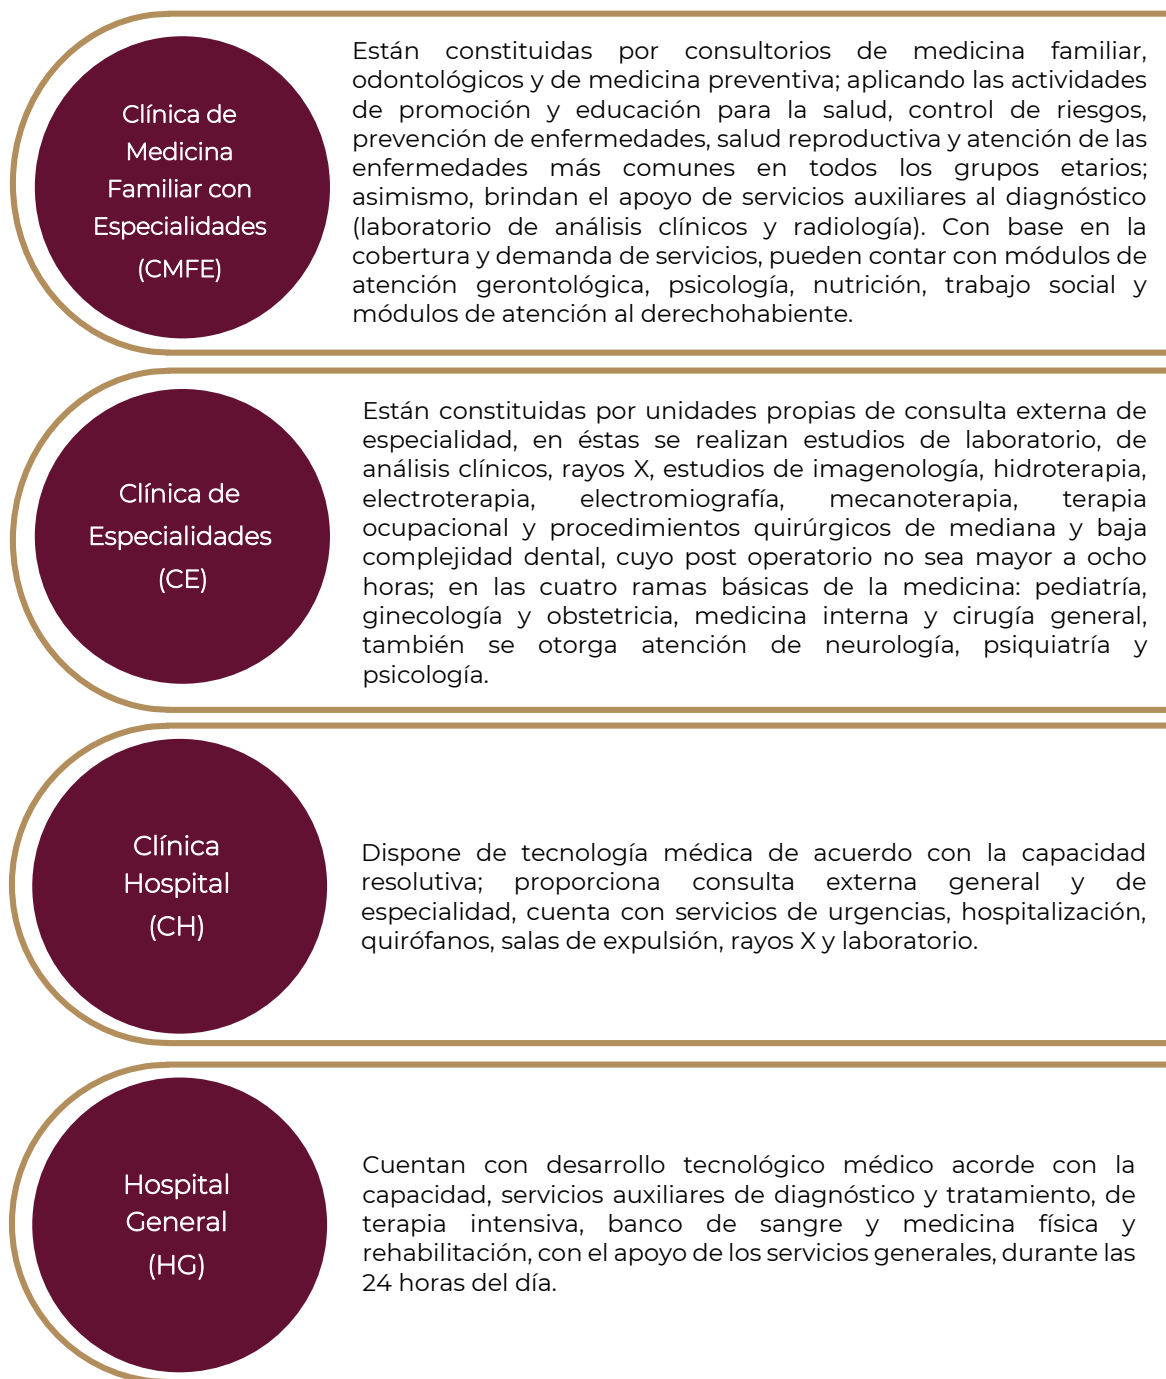 Clínica de
Medicina
Familiar con
Especialidades
(CMFE)
Están constituidas por consultorios de medicina familiar,
odontológicos y de medicina preventiva; aplicando las actividades
de promoción y educación para la salud, control de riesgos,
prevención de enfermedades, salud reproductiva y atención de las
enfermedades más comunes en todos los grupos etarios;
asimismo, brindan el apoyo de servicios auxiliares al diagnóstico
(laboratorio de análisis clínicos y radiología). Con base en la
cobertura y demanda de servicios, pueden contar con módulos de
atención gerontológica, psicología, nutrición, trabajo social y
módulos de atención al derechohabiente.
Clínica de
Especialidades
(CE)
Están constituidas por unidades propias de consulta externa de
especialidad, en éstas se realizan estudios de laboratorio, de
análisis clínicos, rayos X, estudios de imagenología, hidroterapia,
electroterapia, electromiografía, mecanoterapia, terapia
ocupacional y procedimientos quirúrgicos de mediana y baja
complejidad dental, cuyo post operatorio no sea mayor a ocho
horas; en las cuatro ramas básicas de la medicina: pediatría,
ginecología y obstetricia, medicina interna y cirugía general,
también se otorga atención de neurología, psiquiatría y
psicología.
Clínica
Hospital
(CH)
Dispone de tecnología médica de acuerdo con la capacidad
resolutiva; proporciona consulta externa general y de
especialidad, cuenta con servicios de urgencias, hospitalización,
quirófanos, salas de expulsión, rayos X y laboratorio.
Hospital
General
(HG)
Cuentan con desarrollo tecnológico médico acorde con la
capacidad, servicios auxiliares de diagnóstico y tratamiento, de
terapia intensiva, banco de sangre y medicina física y
rehabilitación, con el apoyo de los servicios generales, durante las
24 horas del día.